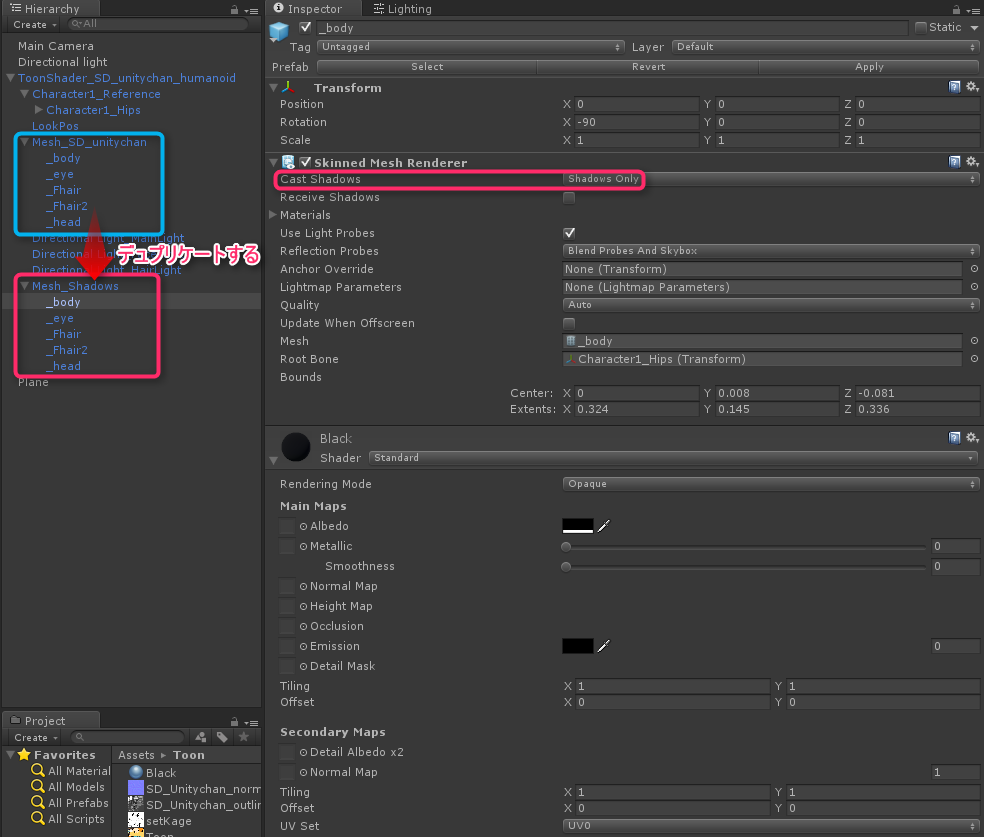 Hierarchy
Create
All
Main Camera
Directional light
ToonShader_SD_unitychan_humanoid
Character1_Reference
Character1_Hips
LookPos
Mesh_SD_unitychan
_body
_eye
_Fhair
_Fhair2
_head
Directional Light_MainLight
Directional
デュプリケートする
Directional Light_HairLight
Mesh_Shadows
_body
_eye
_Fhair
_Fhair2
_head
Plane
Inspector
Lighting
_body
Static
Tag Untagged
Layer Default
Prefab Select Revert Apply
Transform
Position X 0 Y 0 Z 0
Rotation X -90 Y 0 Z 0
Scale X 1 Y 1 Z 1
Skinned Mesh Renderer
Cast Shadows Shadows Only
Receive Shadows
Materials
Use Light Probes
Reflection Probes Blend Probes And Skybox
Anchor Override None (Transform)
Lightmap Parameters None (Lightmap Parameters)
Quality Auto
Update When Offscreen
Mesh _body
Root Bone Character1_Hips (Transform)
Bounds
Center: X 0 Y 0.008 Z -0.081
Extents: X 0.324 Y 0.145 Z 0.336
Black
Shader Standard
Rendering Mode Opaque
Main Maps
Albedo
Metallic 0
Smoothness 0
Normal Map
Height Map
Occlusion
Emission 0
Detail Mask
Tiling X 1 Y 1
Offset X 0 Y 0
Secondary Maps
Detail Albedo x2
Normal Map 1
Tiling X 1 Y 1
Offset X 0 Y 0
UV Set UV0
Project
Create
Favorites
All Material
All Models
All Prefabs
All Scripts
Assets ▸ Toon
Black
SD_Unitychan_norm
SD_Unitychan_outlin
setKage
Toon